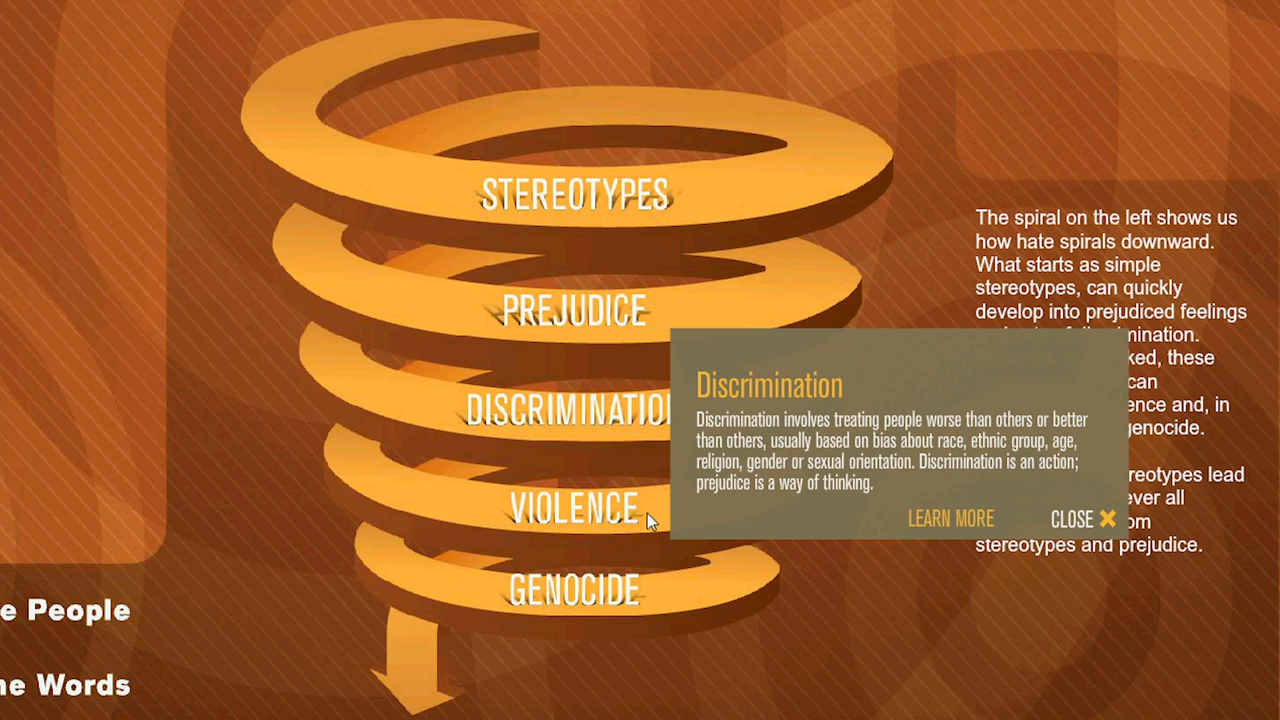 STEREOTYPES
PREJUDICE
DISCRIMINATIO
VIOLENCE
GENOCIDE
Discrimination
Discrimination involves treating people worse than others or better
than others, usually based on bias about race, ethnic group, age,
religion, gender or sexual orientation. Discrimination is an action;
prejudice is a way of thinking.
LEARN MORE
CLOSE
The spiral on the left shows us
how hate spirals downward.
What starts as simple
stereotypes, can quickly
develop into prejudiced feelings
mination.
ked, these
can
ence and, in
genocide.
reotypes lead
ever all
om
stereotypes and prejudice.
e People
ne Words